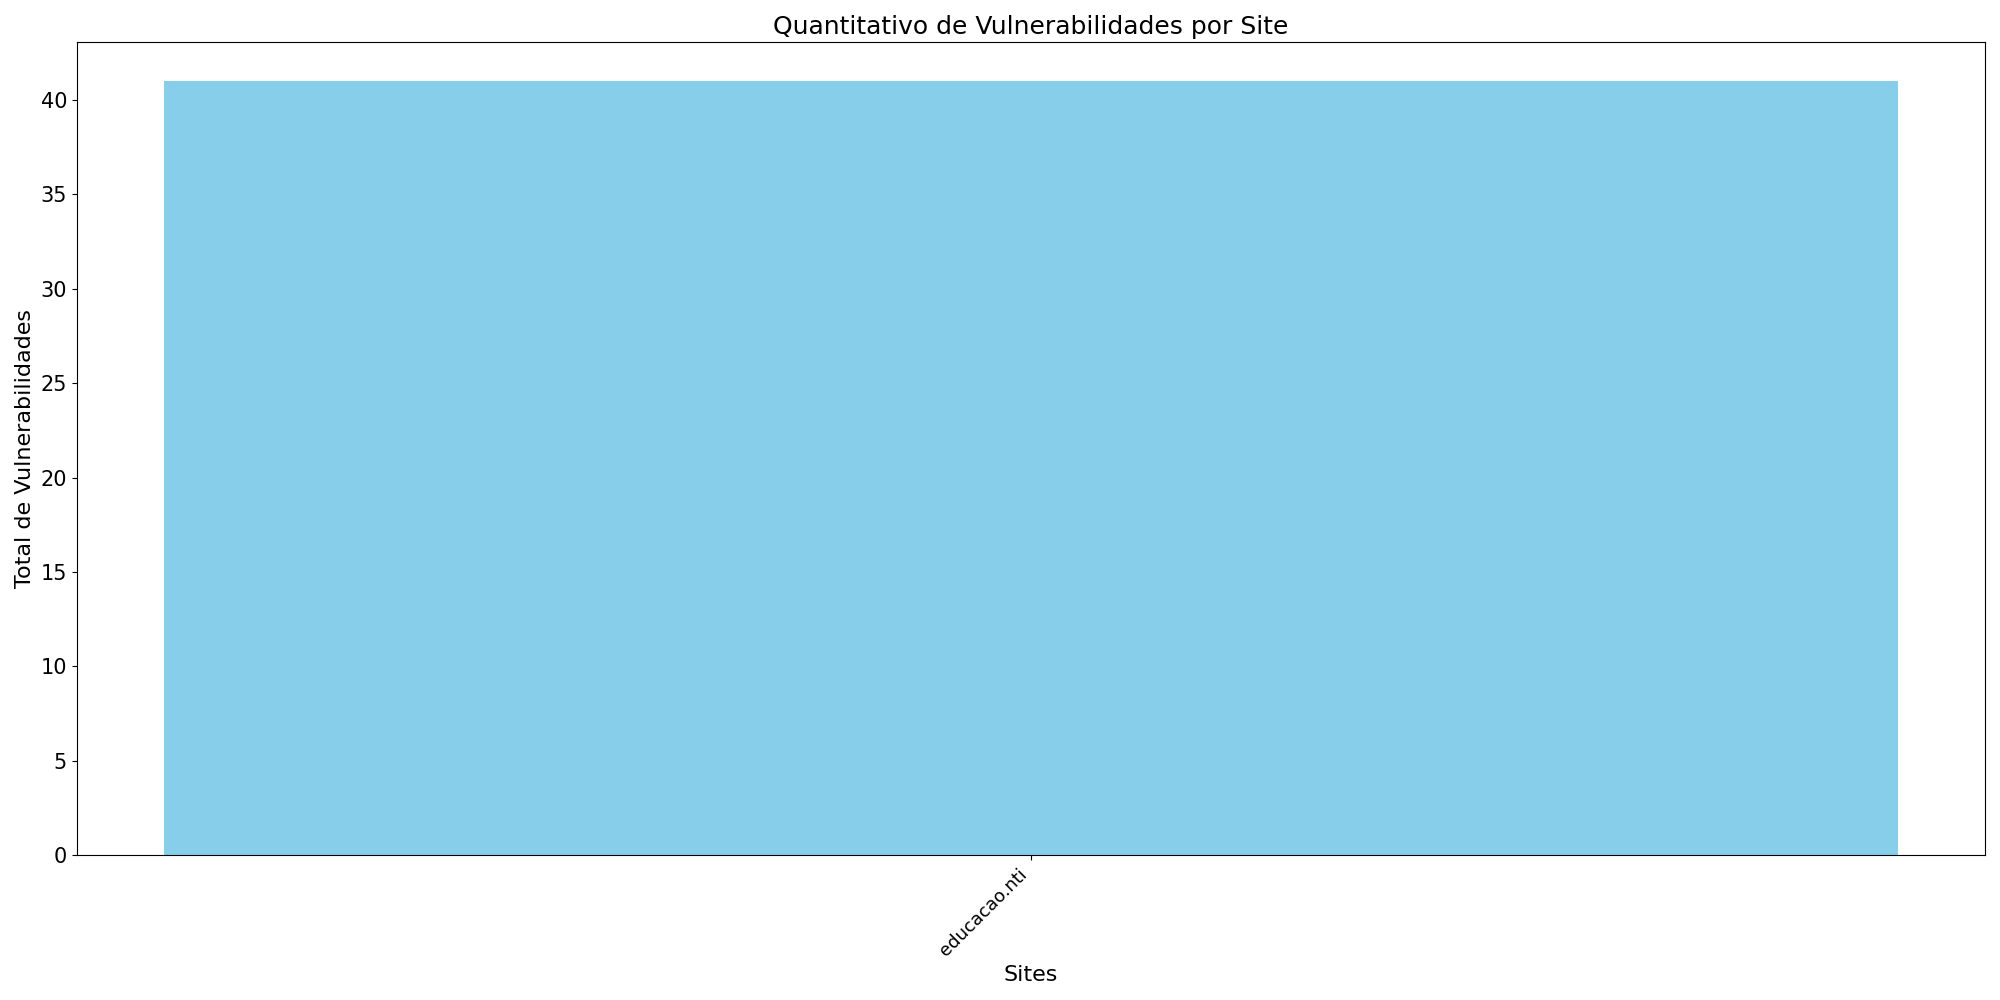 Quantitativo de Vulnerabilidades por Site
Total de Vulnerabilidades
40
35
30
25
20
15
10
5
0
educacao.nti
Sites